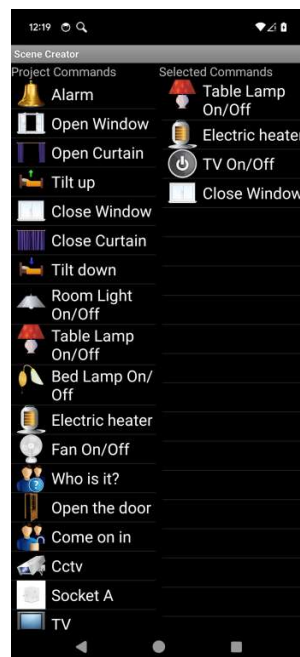 12:19
Scene Creator
Project Commands
Selected Commands
Alarm
Open Window
Open Curtain
Tilt up
Close Window
Close Curtain
Tilt down
Room Light
On/Off
Table Lamp
On/Off
Bed Lamp On/
Off
Electric heater
Fan On/Off
Who is it?
Open the door
Come on in
Cctv
Socket A
TV
Table Lamp
On/Off
Electric heater
TV On/Off
Close Window